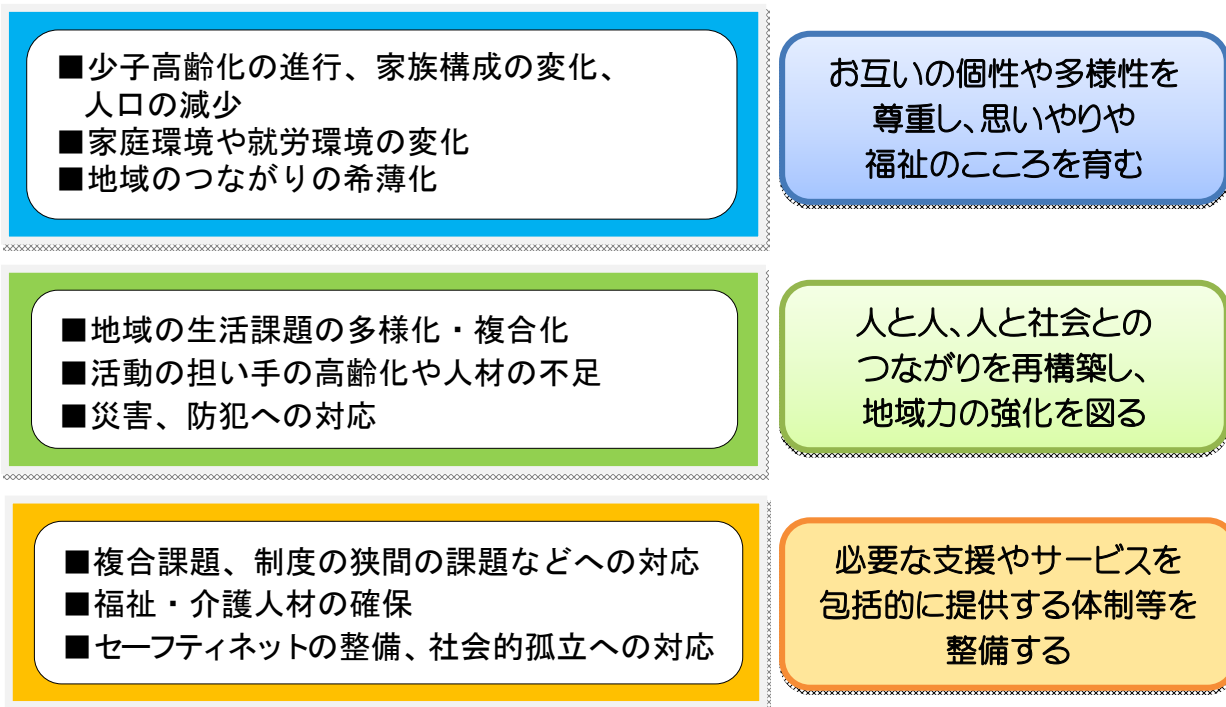 ■少子高齢化の進行、家族構成の変化、
人口の減少
■家庭環境や就労環境の変化
■地域のつながりの希薄化
お互いの個性や多様性を
尊重し、思いやりや
福祉のこころを育む
■地域の生活課題の多様化・複合化
■活動の担い手の高齢化や人材の不足
■災害、防犯への対応
人と人、人と社会との
つながりを再構築し、
地域力の強化を図る
■複合課題、制度の狭間の課題などへの対応
■福祉・介護人材の確保
■セーフティネットの整備、社会的孤立への対応
必要な支援やサービスを
包括的に提供する体制等を
整備する